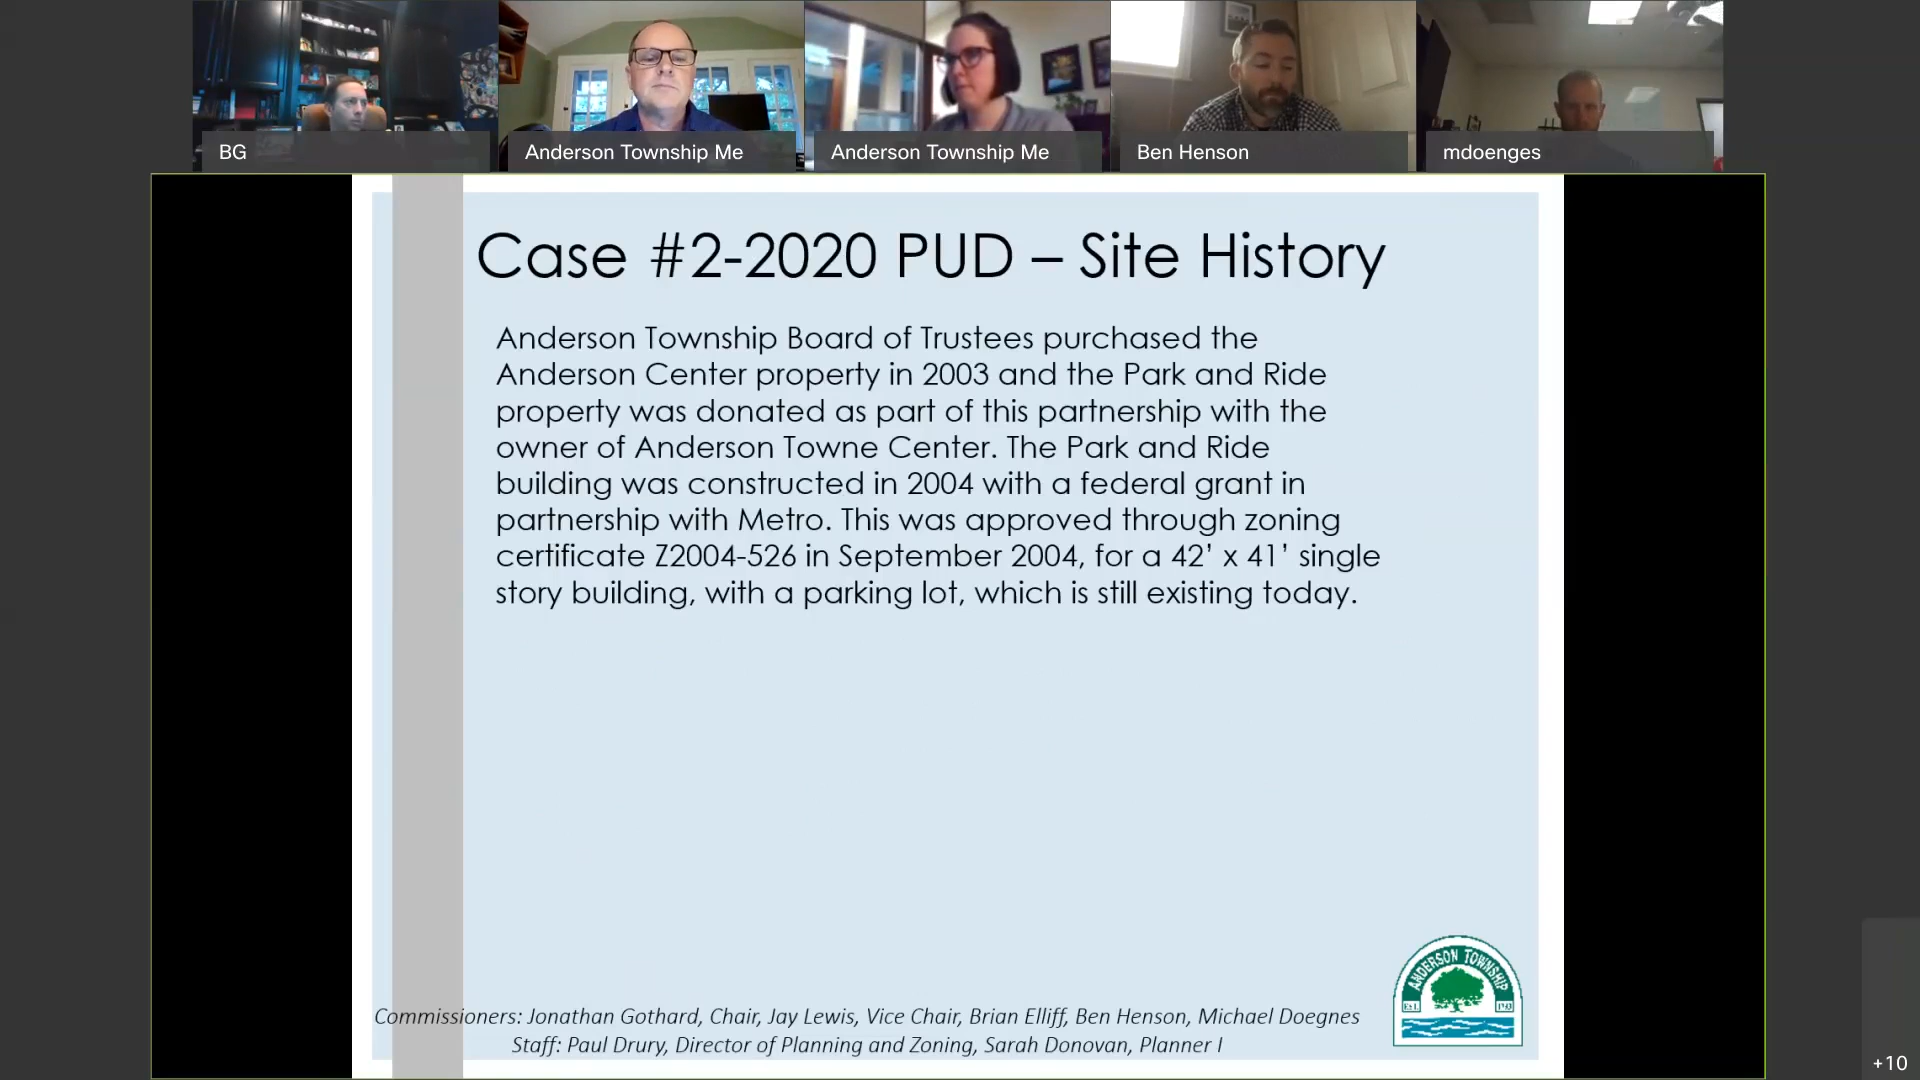 BG
Anderson Township Me
Anderson Township Me
Ben Henson
mdoenges
Case #2-2020 PUD – Site History
Anderson Township Board of Trustees purchased the
Anderson Center property in 2003 and the Park and Ride
property was donated as part of this partnership with the
owner of Anderson Towne Center. The Park and Ride
building was constructed in 2004 with a federal grant in
partnership with Metro. This was approved through zoning
certificate Z2004-526 in September 2004, for a 42’ x 41’ single
story building, with a parking lot, which is still existing today.
ANDERSON TOWNSHIP
Commissioners: Jonathan Gothard, Chair, Jay Lewis, Vice Chair, Brian Elliff, Ben Henson, Michael Doegnes
Staff: Paul Drury, Director of Planning and Zoning, Sarah Donovan, Planner I
+10